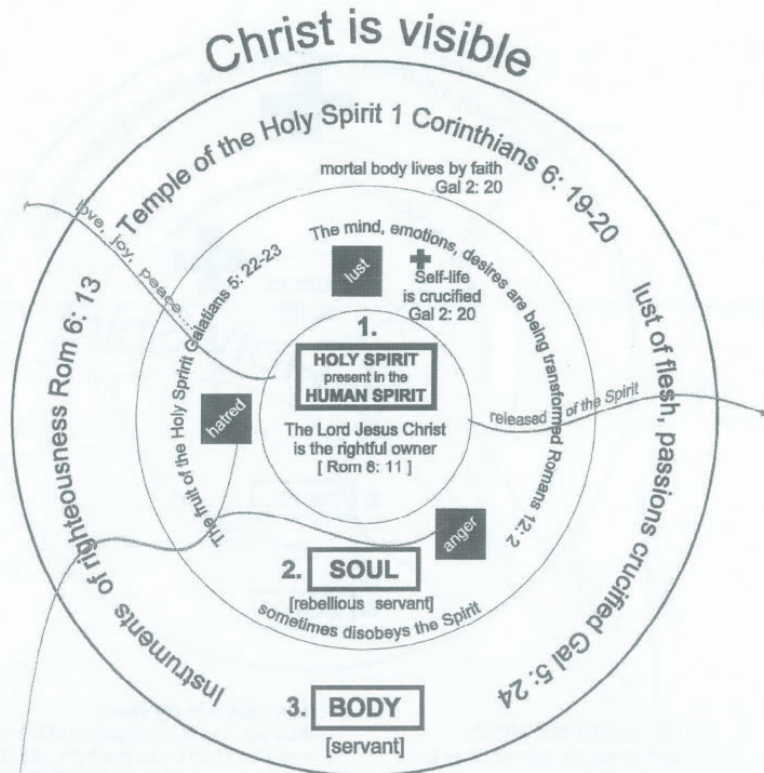 Christ is visible
Temple of the Holy Spirit 1 Corinthians 6: 19-20
mortal body lives by faith
Gal 2: 20
love, joy, peace.....
The mind, emotions, desires are being transformed Romans 12: 2
lust
Self-life
is crucified
Gal 2: 20
The fruit of the Holy Spririt Galatians 5: 22-23
1.
HOLY SPIRIT
present in the
HUMAN SPIRIT
The Lord Jesus Christ
is the rightful owner
[ Rom 8: 11 ]
hatred
released of the Spirit
anger
2. SOUL
[rebellious servant]
sometimes disobeys the Spirit
Instruments of righteousness Rom 6: 13
lust of flesh, passions crucified Gal 5: 24
3. BODY
[servant]